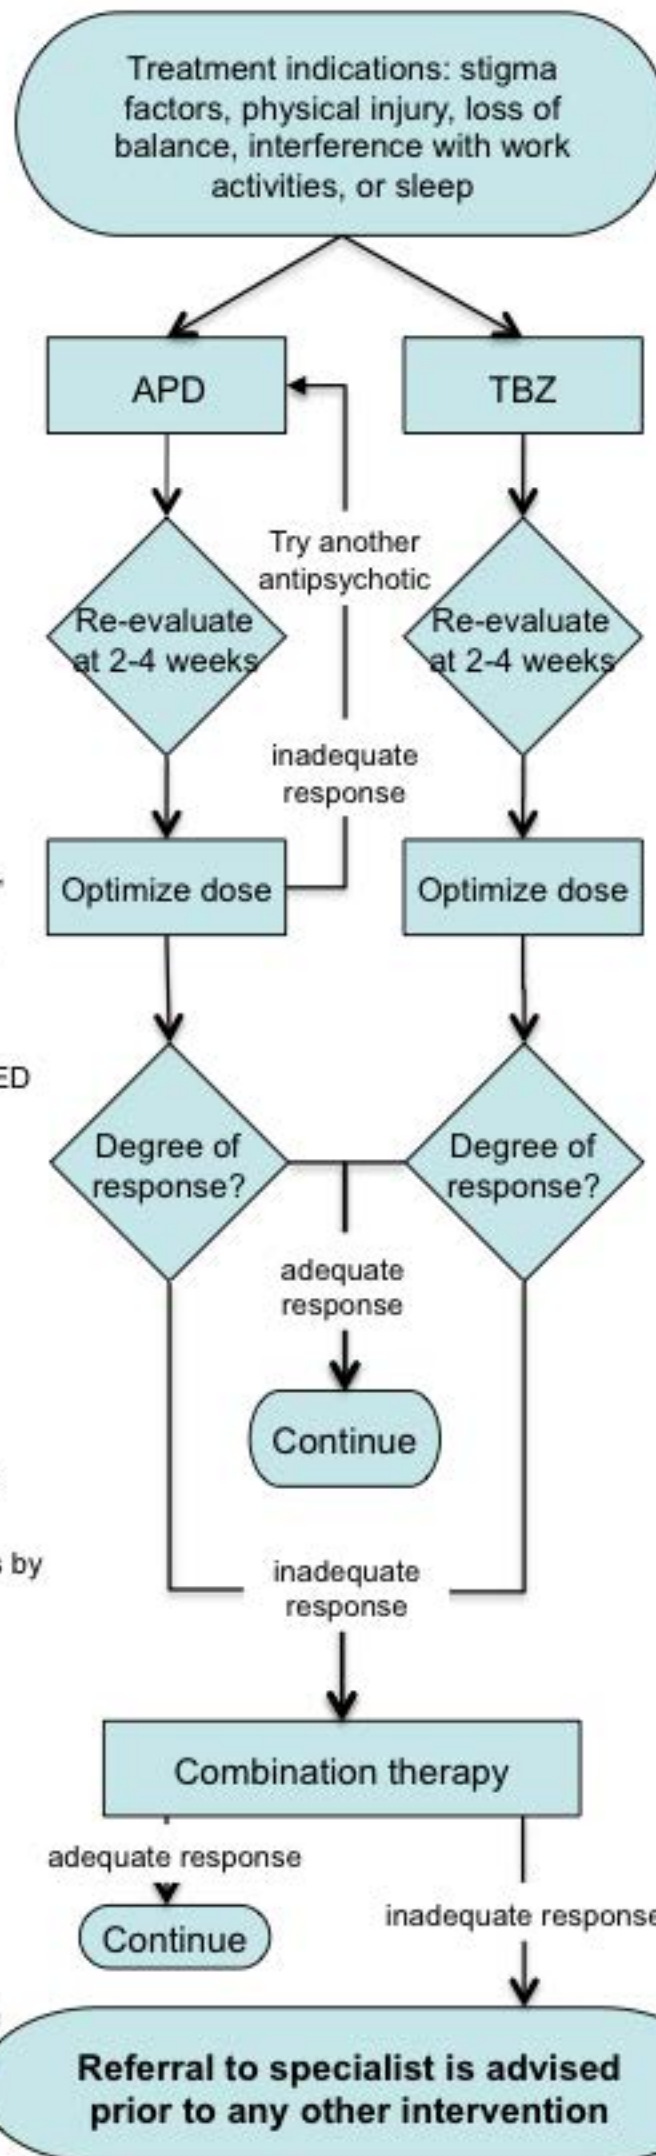 Treatment indications: stigma
factors, physical injury, loss of
balance, interference with work
activities, or sleep
APD
TBZ
Try another
antipsychotic
Re-evaluate
at 2-4 weeks
Re-evaluate
at 2-4 weeks
inadequate
response
Optimize dose
Optimize dose
ED
Degree of
response?
Degree of
response?
adequate
response
Continue
s by
inadequate
response
Combination therapy
adequate response
inadequate response
Continue
Referral to specialist is advised
prior to any other intervention